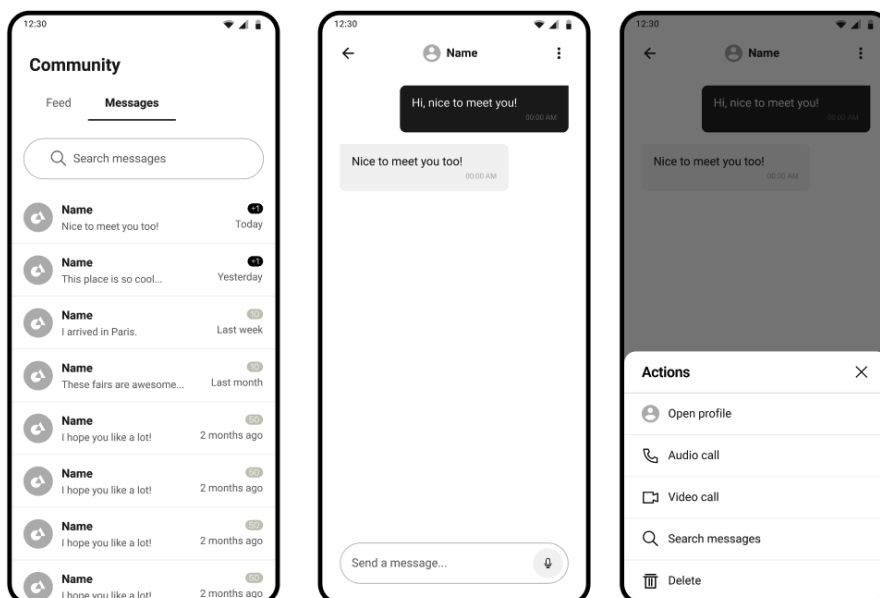 12:30
Community
Feed Messages
Search messages
Name +1
Nice to meet you too! Today
Name +1
This place is so cool... Yesterday
Name 10
I arrived in Paris. Last week
Name 10
These fairs are awesome... Last month
Name 50
I hope you like a lot! 2 months ago
Name 50
I hope you like a lot! 2 months ago
Name 50
I hope you like a lot! 2 months ago
Name 50
I hope you like a lot! 2 months ago
12:30
Name
Hi, nice to meet you!
00:00 AM
Nice to meet you too!
00:00 AM
Send a message...
12:30
Name
Hi, nice to meet you!
00:00 AM
Nice to meet you too!
00:00 AM
Actions
Open profile
Audio call
Video call
Search messages
Delete